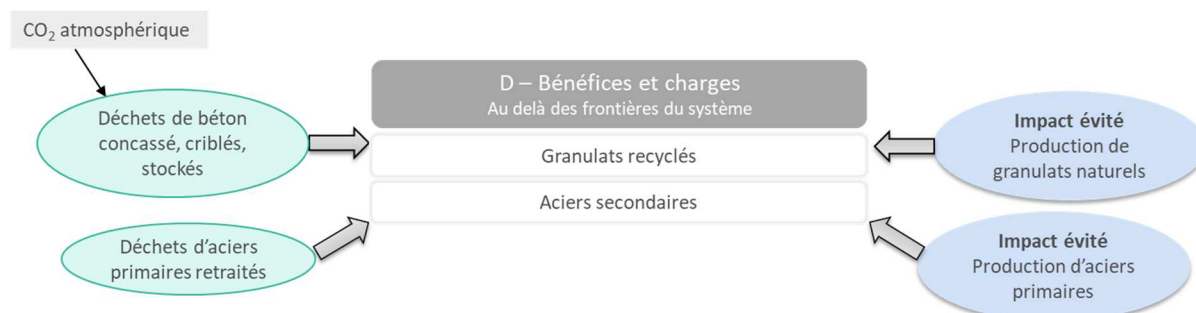 CO₂ atmosphérique
Déchets de béton
concassé, criblés,
stockés
Déchets d'aciers
primaires retraités
D – Bénéfices et charges
Au delà des frontières du système
Granulats recyclés
Aciers secondaires
Impact évité
Production de
granulats naturels
Impact évité
Production d'aciers
primaires